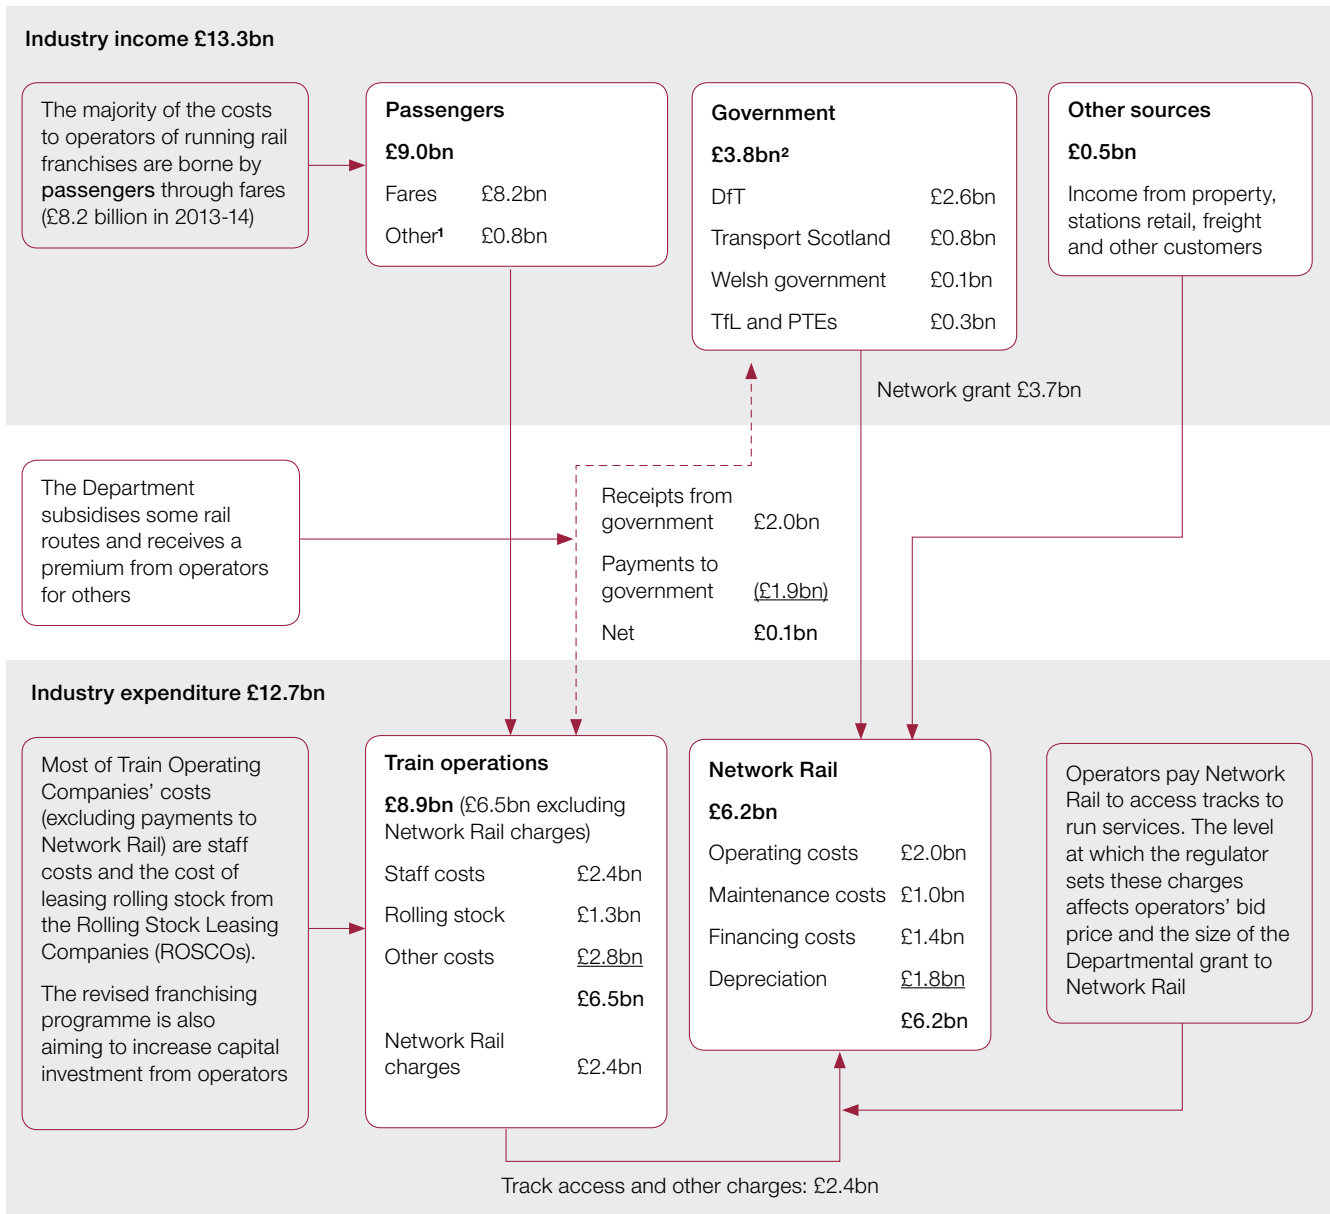 Industry income £13.3bn
The majority of the costs
to operators of running rail
franchises are borne by
passengers through fares
(£8.2 billion in 2013-14)
Passengers
£9.0bn
Fares £8.2bn
Other¹ £0.8bn
Government
£3.8bn²
DfT £2.6bn
Transport Scotland £0.8bn
Welsh government £0.1bn
TfL and PTEs £0.3bn
Other sources
£0.5bn
Income from property,
stations retail, freight
and other customers
Network grant £3.7bn
The Department
subsidises some rail
routes and receives a
premium from operators
for others
Receipts from
government £2.0bn
Payments to
government (£1.9bn)
Net £0.1bn
Industry expenditure £12.7bn
Most of Train Operating
Companies’ costs
(excluding payments to
Network Rail) are staff
costs and the cost of
leasing rolling stock from
the Rolling Stock Leasing
Companies (ROSCOs).
The revised franchising
programme is also
aiming to increase capital
investment from operators
Train operations
£8.9bn (£6.5bn excluding
Network Rail charges)
Staff costs £2.4bn
Rolling stock £1.3bn
Other costs £2.8bn
£6.5bn
Network Rail
charges £2.4bn
Network Rail
£6.2bn
Operating costs £2.0bn
Maintenance costs £1.0bn
Financing costs £1.4bn
Depreciation £1.8bn
£6.2bn
Operators pay Network
Rail to access tracks to
run services. The level
at which the regulator
sets these charges
affects operators’ bid
price and the size of the
Departmental grant to
Network Rail
Track access and other charges: £2.4bn